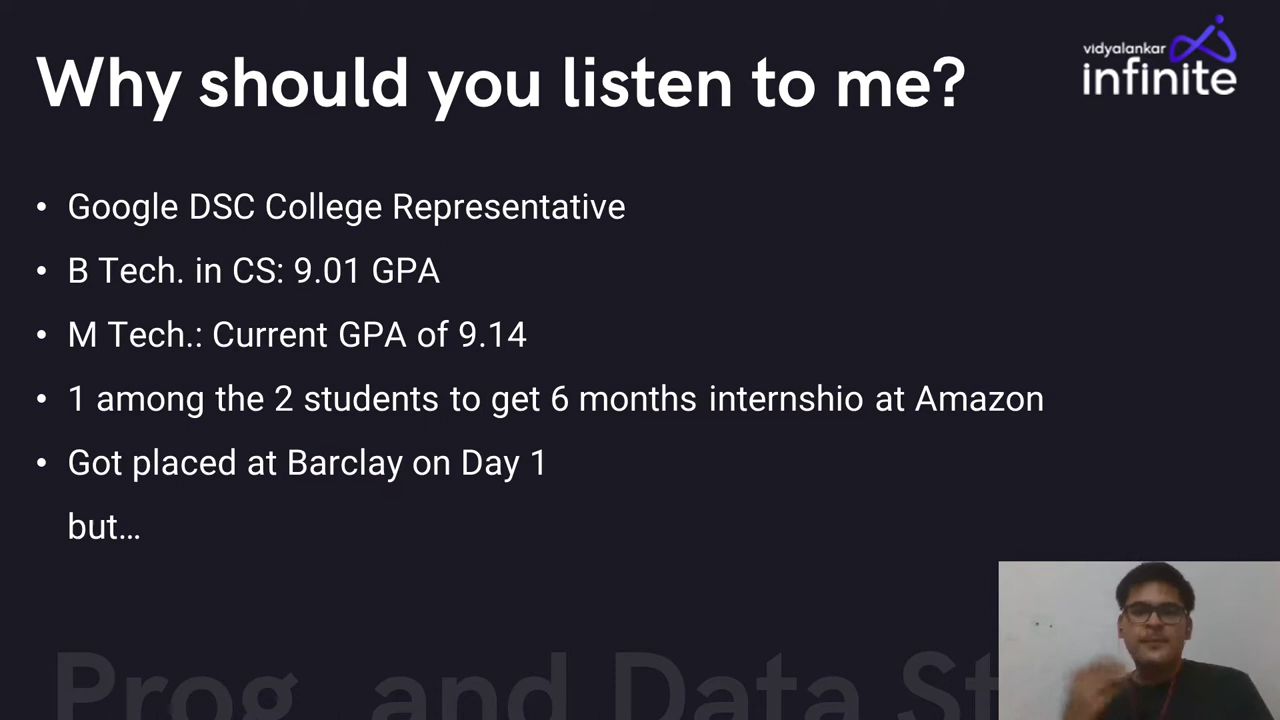 Why should you listen to me?
vidyalankar
infinite
• Google DSC College Representative
• B Tech. in CS: 9.01 GPA
• M Tech.: Current GPA of 9.14
• 1 among the 2 students to get 6 months internshio at Amazon
• Got placed at Barclay on Day 1
but...
Prog. and Data St